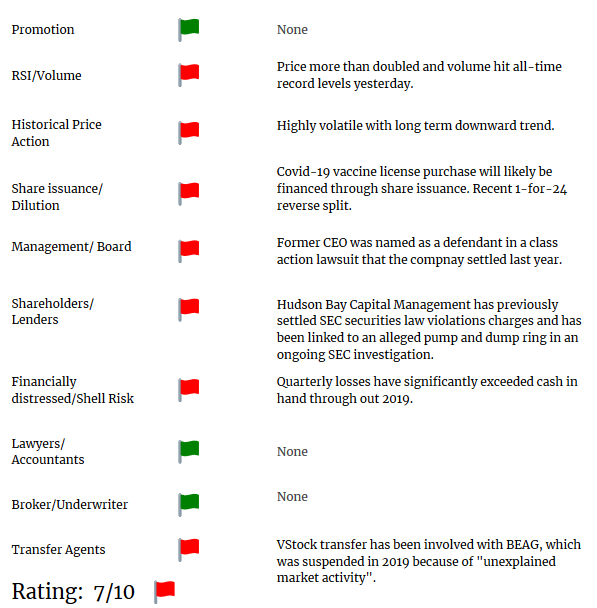 Promotion
None
RSI/Volume
Price more than doubled and volume hit all-time
record levels yesterday.
Historical Price
Action
Highly volatile with long term downward trend.
Share issuance/
Dilution
Covid-19 vaccine license purchase will likely be
financed through share issuance. Recent 1-for-24
reverse split.
Management/ Board
Former CEO was named as a defendant in a class
action lawsuit that the compnay settled last year.
Shareholders/
Lenders
Hudson Bay Capital Management has previously
settled SEC securities law violations charges and has
been linked to an alleged pump and dump ring in an
ongoing SEC investigation.
Financially
distressed/Shell Risk
Quarterly losses have significantly exceeded cash in
hand through out 2019.
Lawyers/
Accountants
None
Broker/Underwriter
None
Transfer Agents
VStock transfer has been involved with BEAG, which
was suspended in 2019 because of "unexplained
market activity".
Rating: 7/10